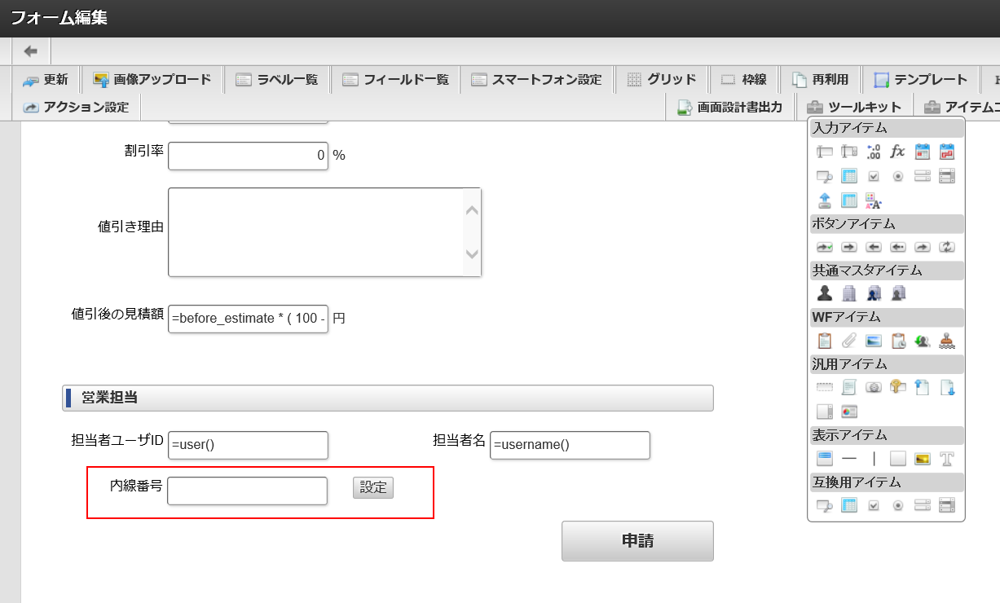 フォーム編集
更新 画像アップロード ラベル一覧 フィールド一覧 スマートフォン設定 グリッド 枠線 再利用 テンプレート
アクション設定 画面設計書出力 ツールキット アイテムコ
入力アイテム
ボタンアイテム
共通マスタアイテム
WFアイテム
汎用アイテム
表示アイテム
互換用アイテム
割引率 0 %
値引き理由
値引後の見積額 =before_estimate * ( 100 - 円
営業担当
担当者ユーザID =user() 担当者名 =username()
内線番号 設定
申請